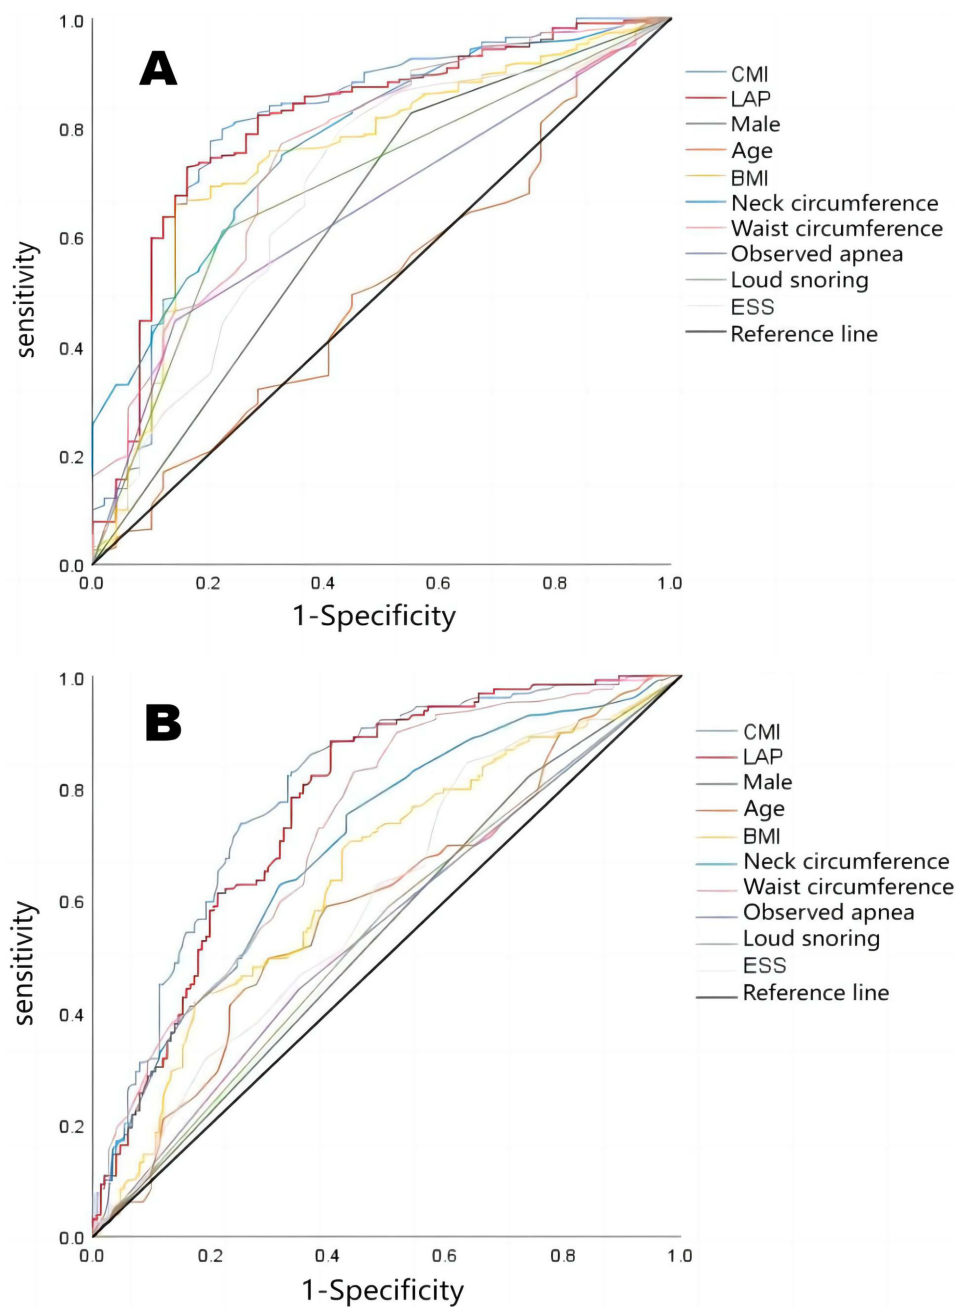 A
1.0
0.8
0.6
0.4
0.2
0.0
sensitivity
0.0 0.2 0.4 0.6 0.8 1.0
1-Specificity
CMI
LAP
Male
Age
BMI
Neck circumference
Waist circumference
Observed apnea
Loud snoring
ESS
Reference line
B
1.0
0.8
0.6
0.4
0.2
0.0
sensitivity
0.0 0.2 0.4 0.6 0.8 1.0
1-Specificity
CMI
LAP
Male
Age
BMI
Neck circumference
Waist circumference
Observed apnea
Loud snoring
ESS
Reference line